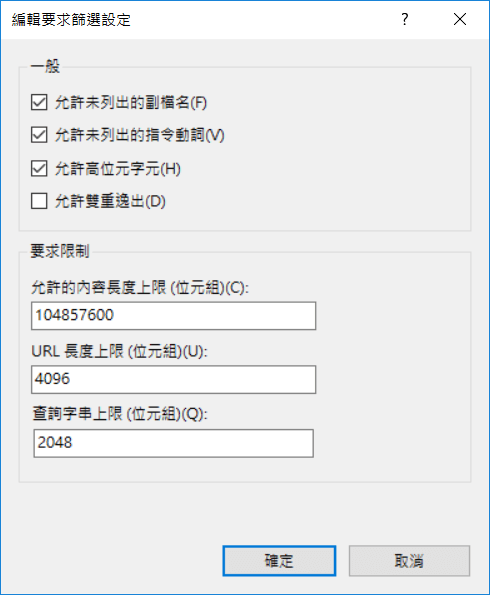 編輯要求篩選設定
一般
允許未列出的副檔名(F)
允許未列出的指令動詞(V)
允許高位元字元(H)
允許雙重逸出(D)
要求限制
允許的內容長度上限 (位元組)(C):
104857600
URL 長度上限 (位元組)(U):
4096
查詢字串上限 (位元組)(Q):
2048
確定
取消